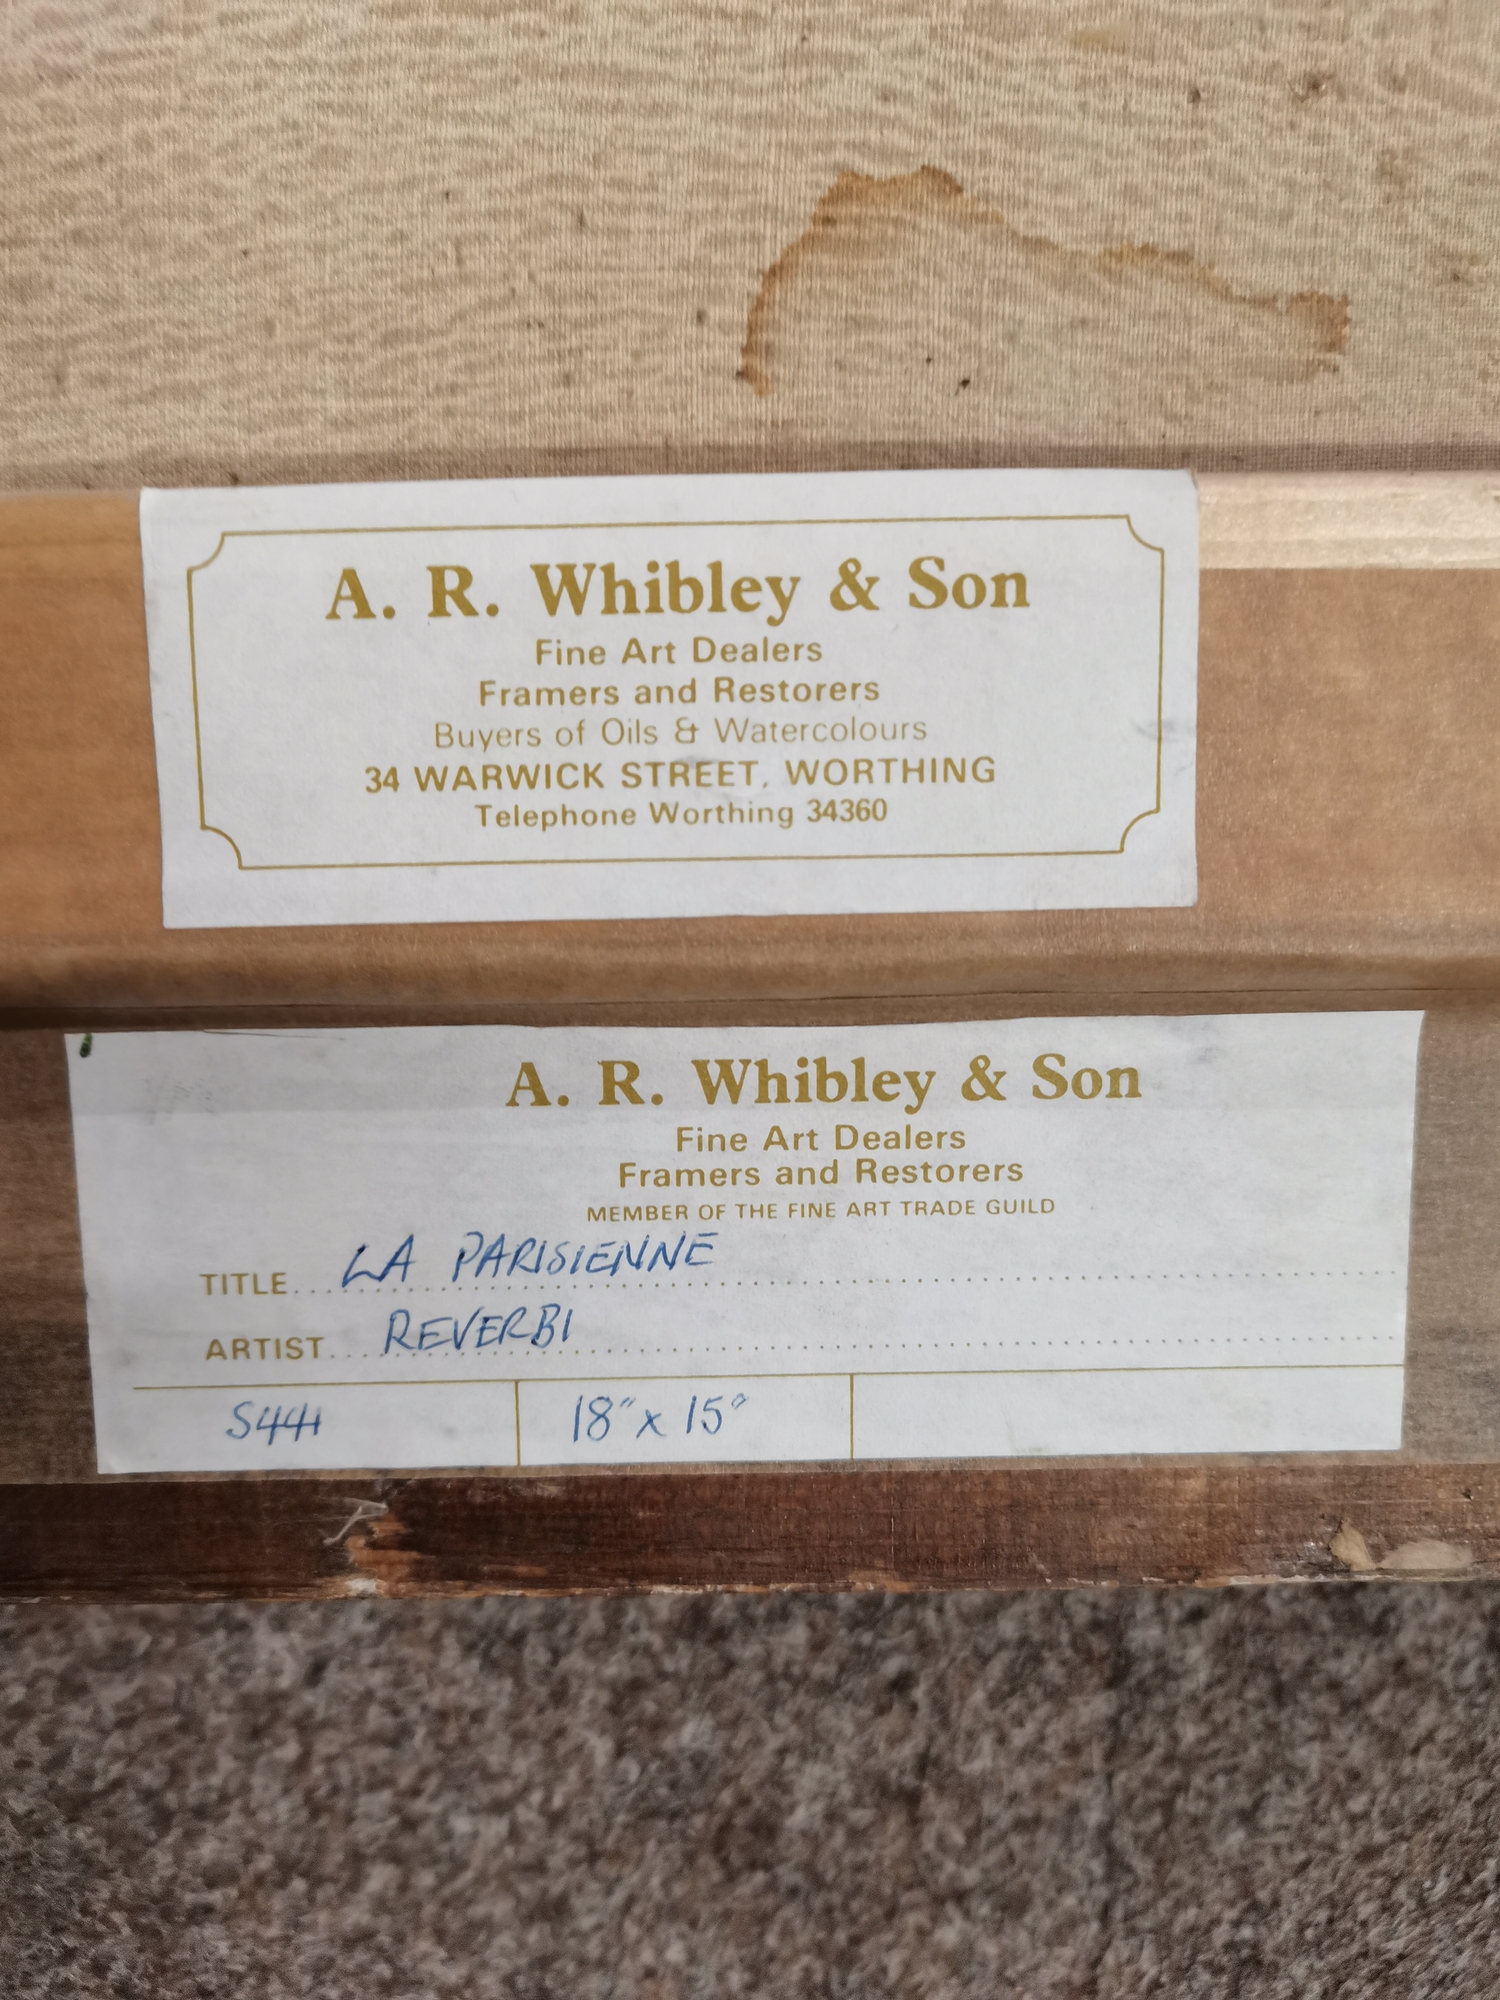 A. R. Whibley & Son
Fine Art Dealers
Framers and Restorers
Buyers of Oils & Watercolours
34 WARWICK STREET, WORTHING
Telephone Worthing 34360
A. R. Whibley & Son
Fine Art Dealers
Framers and Restorers
MEMBER OF THE FINE ART TRADE GUILD
TITLE... LA PARISIENNE
ARTIST... REVERBI
S441 18" x 15"